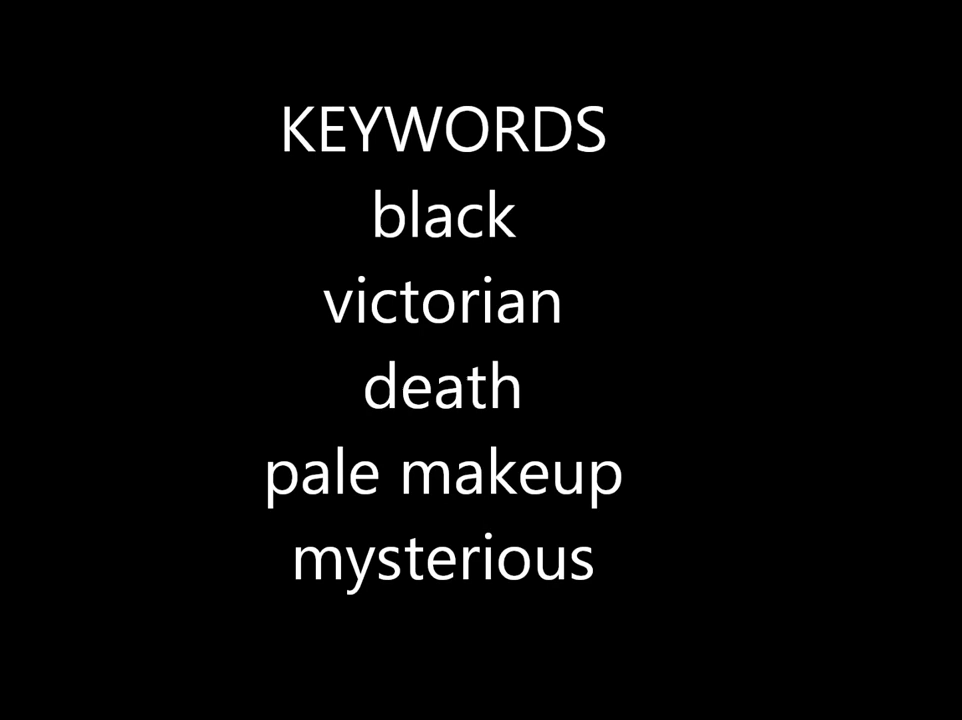 KEYWORDS
black
victorian
death
pale makeup
mysterious